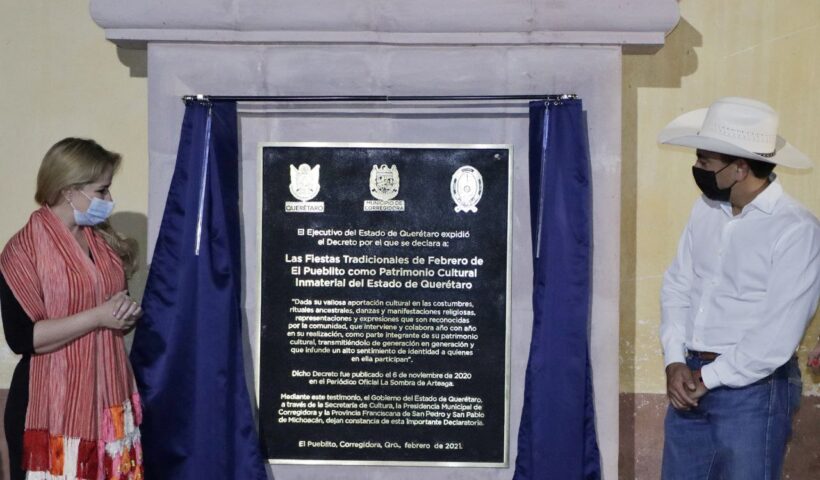 QUERÉTARO
MUNICIPIO DE
CORREGIDORA
El Ejecutivo del Estado de Querétaro expidió
el Decreto por el que se declara a:
Las Fiestas Tradicionales de Febrero de
El Pueblito como Patrimonio Cultural
Inmaterial del Estado de Querétaro
"Dada su valiosa aportación cultural en las costumbres,
rituales ancestrales, danzas y manifestaciones religiosas,
representaciones y expresiones que son reconocidas
por la comunidad, que interviene y colabora año con año
en su realización, como parte integrante de su patrimonio
cultural, transmitiéndolo de generación en generación y
que infunde un alto sentimiento de identidad a quienes
en ella participan".
Dicho Decreto fue publicado el 6 de noviembre de 2020
en el Periódico Oficial La Sombra de Arteaga.
Mediante este testimonio, el Gobierno del Estado de Querétaro,
a través de la Secretaría de Cultura, la Presidencia Municipal de
Corregidora y la Provincia Franciscana de San Pedro y San Pablo
de Michoacán, dejan constancia de esta importante Declaratoria.
El Pueblito, Corregidora, Qro., febrero de 2021.